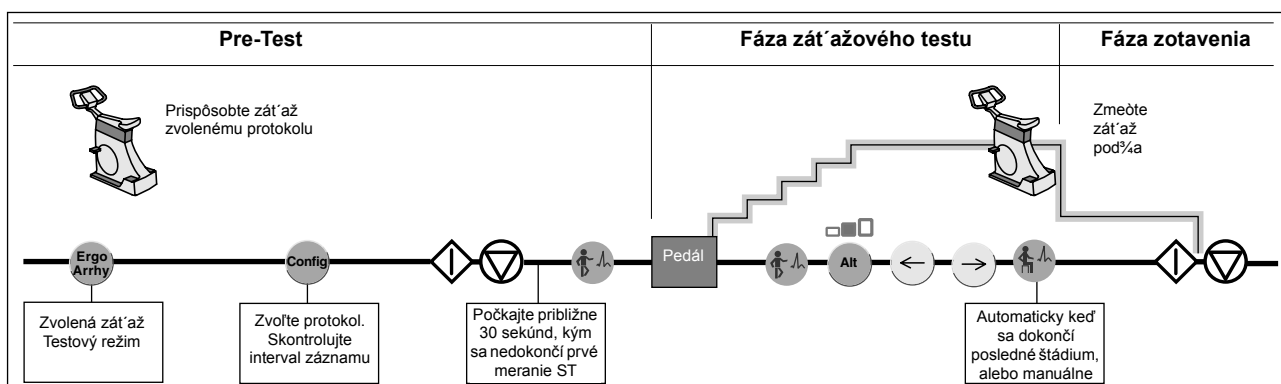 Pre-Test
Fáza zát´ažového testu
Fáza zotavenia
Prispôsobte zát´až
zvolenému protokolu
Zmeòte
zát´až
pod¾a
Ergo
Arrhy
Config
Pedál
Alt
Zvolená zát´až
Testový režim
Zvoľte protokol.
Skontrolujte
interval záznamu
Počkajte približne
30 sekúnd, kým
sa nedokončí prvé
meranie ST
Automaticky keď
sa dokončí
posledné štádium,
alebo manuálne